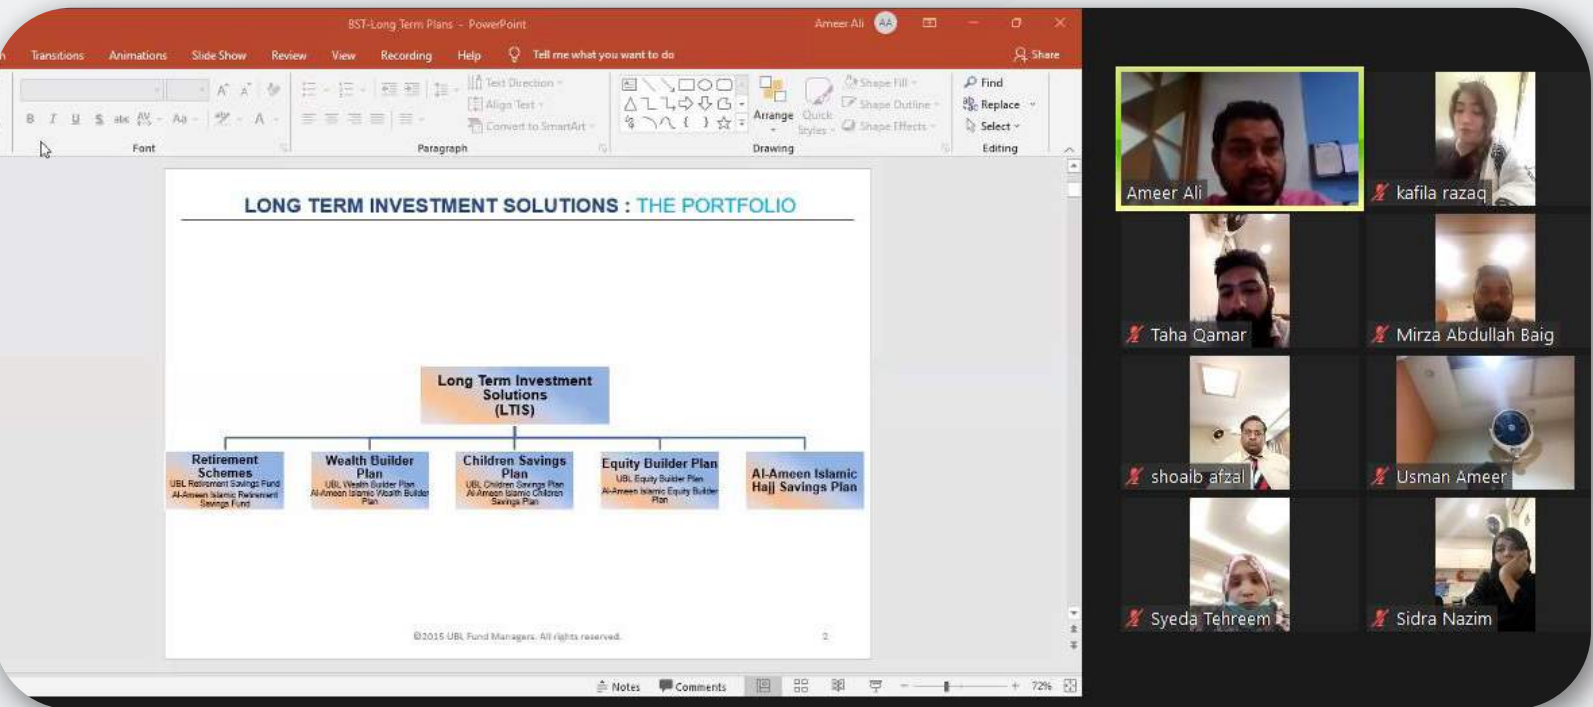 BST-Long Term Plans - PowerPoint
Ameer Ali AA
Transitions Animations Slide Show Review View Recording Help Tell me what you want to do
Share
Text Direction
Align Text
Convert to SmartArt
B I U S abc AV Aa A
Font
Paragraph
Arrange
Quick Styles
Shape Fill
Shape Outline
Shape Effects
Drawing
Find
Replace
Select
Editing
LONG TERM INVESTMENT SOLUTIONS : THE PORTFOLIO
Long Term Investment
Solutions
(LTIS)
Retirement
Schemes
UBL Retirement Savings Fund
Al-Ameen Islamic Retirement
Savings Fund
Wealth Builder
Plan
UBL Wealth Builder Plan
Al-Ameen Islamic Wealth Builder
Plan
Children Savings
Plan
UBL Children Savings Plan
Al-Ameen Islamic Children
Savings Plan
Equity Builder Plan
UBL Equity Builder Plan
Al-Ameen Islamic Equity Builder
Plan
Al-Ameen Islamic
Hajj Savings Plan
©2015 UBL Fund Managers. All rights reserved.
2
Notes Comments 72%
Ameer Ali
kafila razaq
Taha Qamar
Mirza Abdullah Baig
shoaib afzal
Usman Ameer
Syeda Tehreem
Sidra Nazim